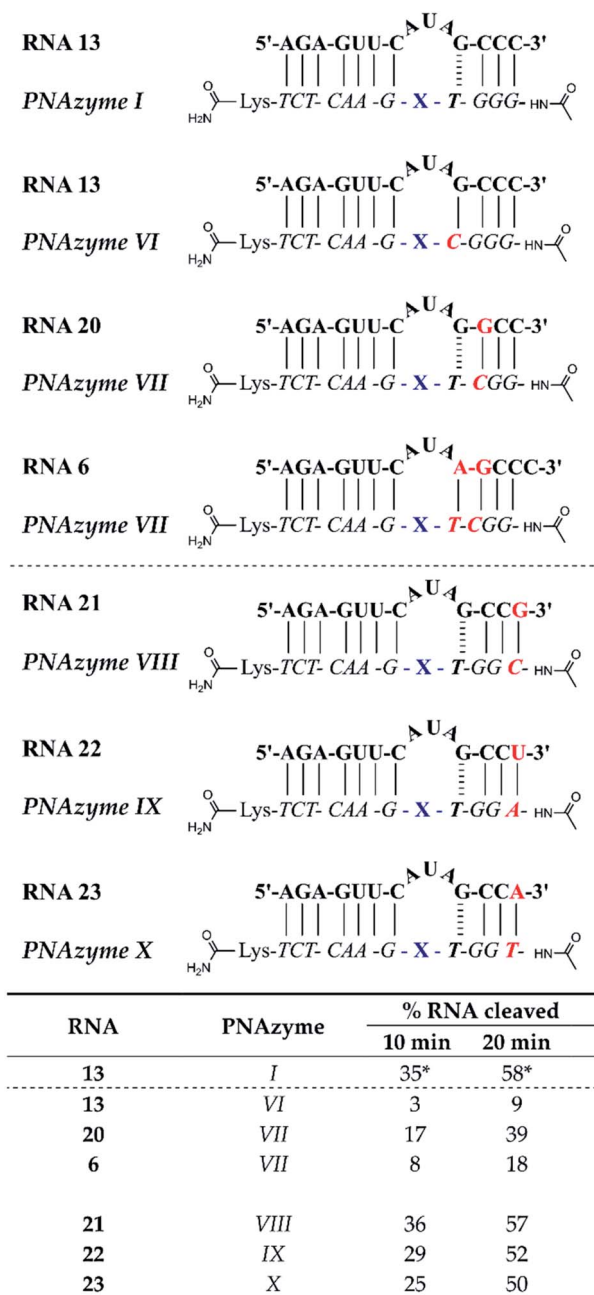 RNA 13
5'-AGA-GUU-C AUA G-CCC-3'
PNAzyme I
H₂N O Lys-TCT- CAA -G - X - T- GGG- HN O
RNA 13
5'-AGA-GUU-C AUA G-CCC-3'
PNAzyme VI
H₂N O Lys-TCT- CAA -G - X - C- GGG- HN O
RNA 20
5'-AGA-GUU-C AUA G-GCC-3'
PNAzyme VII
H₂N O Lys-TCT- CAA -G - X - T- CGG- HN O
RNA 6
5'-AGA-GUU-C AUA A-GCCC-3'
PNAzyme VII
H₂N O Lys-TCT- CAA -G - X - T-CGG- HN O
RNA 21
5'-AGA-GUU-C AUA G-CCG-3'
PNAzyme VIII
H₂N O Lys-TCT- CAA -G - X - T-GG C- HN O
RNA 22
5'-AGA-GUU-C AUA G-CCU-3'
PNAzyme IX
H₂N O Lys-TCT- CAA -G - X - T-GG A- HN O
RNA 23
5'-AGA-GUU-C AUA G-CCA-3'
PNAzyme X
H₂N O Lys-TCT- CAA -G - X - T-GG T- HN O
RNA PNAzyme % RNA cleaved
10 min 20 min
13 I 35* 58*
13 VI 3 9
20 VII 17 39
6 VII 8 18
21 VIII 36 57
22 IX 29 52
23 X 25 50